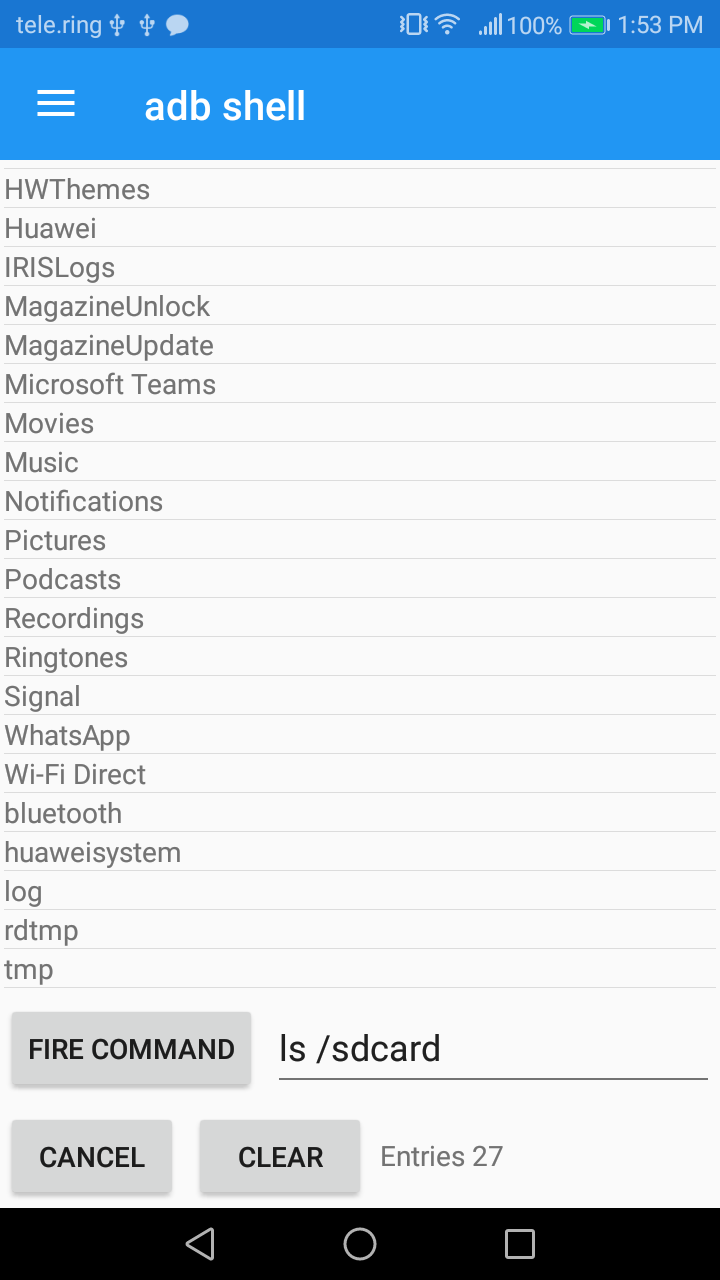 tele.ring 100% 1:53 PM
adb shell
HWThemes
Huawei
IRISLogs
MagazineUnlock
MagazineUpdate
Microsoft Teams
Movies
Music
Notifications
Pictures
Podcasts
Recordings
Ringtones
Signal
WhatsApp
Wi-Fi Direct
bluetooth
huaweisystem
log
rdtmp
tmp
FIRE COMMAND ls /sdcard
CANCEL CLEAR Entries 27